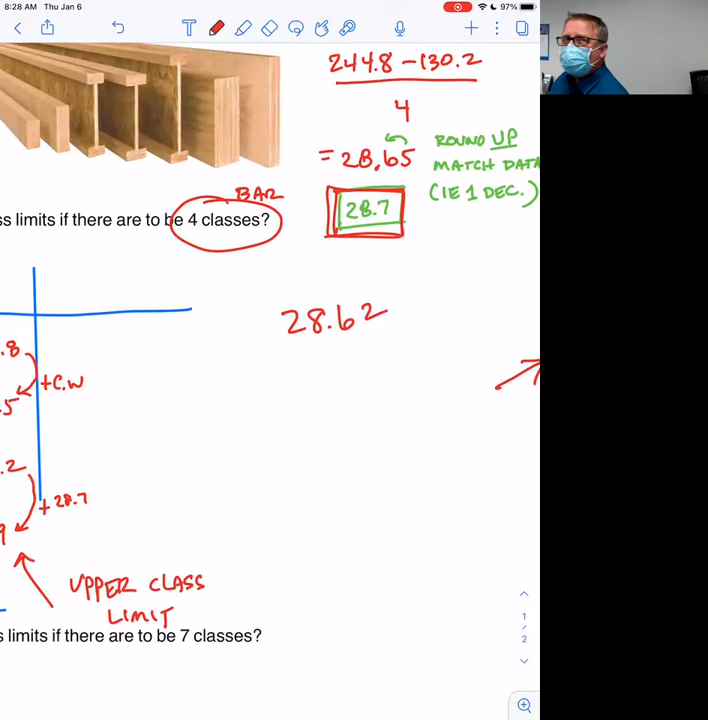 8:28 AM Thu Jan 6
97%
T
244.8 - 130.2
4
= 28.65
ROUND UP
MATCH DATA
(IE 1 DEC.)
28.7
BAR
ss limits if there are to be 4 classes?
28.62
.8
+C.W
.5
.2
+28.7
9
UPPER CLASS
LIMIT
s limits if there are to be 7 classes?
1
/
2